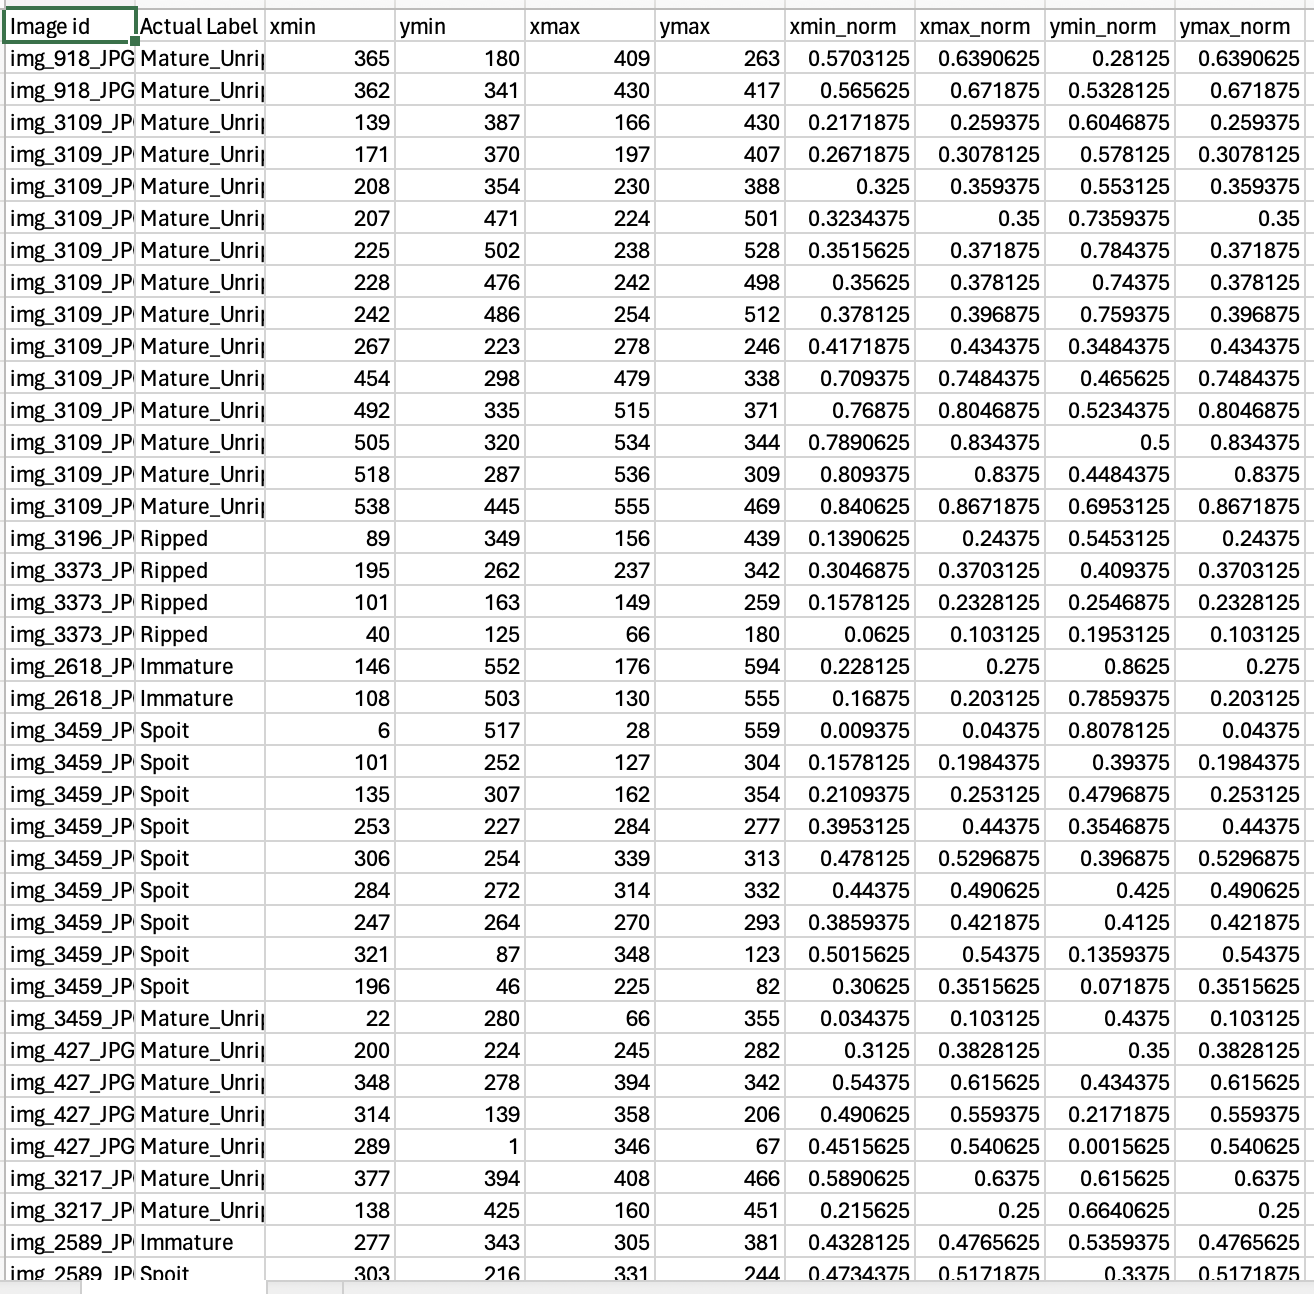 Image id Actual Label xmin ymin xmax ymax xmin_norm xmax_norm ymin_norm ymax_norm
img_918_JPG Mature_Unrip 365 180 409 263 0.5703125 0.6390625 0.28125 0.6390625
img_918_JPG Mature_Unrip 362 341 430 417 0.565625 0.671875 0.5328125 0.671875
img_3109_JP Mature_Unrip 139 387 166 430 0.2171875 0.259375 0.6046875 0.259375
img_3109_JP Mature_Unrip 171 370 197 407 0.2671875 0.3078125 0.578125 0.3078125
img_3109_JP Mature_Unrip 208 354 230 388 0.325 0.359375 0.553125 0.359375
img_3109_JP Mature_Unrip 207 471 224 501 0.3234375 0.35 0.7359375 0.35
img_3109_JP Mature_Unrip 225 502 238 528 0.3515625 0.371875 0.784375 0.371875
img_3109_JP Mature_Unrip 228 476 242 498 0.35625 0.378125 0.74375 0.378125
img_3109_JP Mature_Unrip 242 486 254 512 0.378125 0.396875 0.759375 0.396875
img_3109_JP Mature_Unrip 267 223 278 246 0.4171875 0.434375 0.3484375 0.434375
img_3109_JP Mature_Unrip 454 298 479 338 0.709375 0.7484375 0.465625 0.7484375
img_3109_JP Mature_Unrip 492 335 515 371 0.76875 0.8046875 0.5234375 0.8046875
img_3109_JP Mature_Unrip 505 320 534 344 0.7890625 0.834375 0.5 0.834375
img_3109_JP Mature_Unrip 518 287 536 309 0.809375 0.8375 0.4484375 0.8375
img_3109_JP Mature_Unrip 538 445 555 469 0.840625 0.8671875 0.6953125 0.8671875
img_3196_JP Ripped 89 349 156 439 0.1390625 0.24375 0.5453125 0.24375
img_3373_JP Ripped 195 262 237 342 0.3046875 0.3703125 0.409375 0.3703125
img_3373_JP Ripped 101 163 149 259 0.1578125 0.2328125 0.2546875 0.2328125
img_3373_JP Ripped 40 125 66 180 0.0625 0.103125 0.1953125 0.103125
img_2618_JP Immature 146 552 176 594 0.228125 0.275 0.8625 0.275
img_2618_JP Immature 108 503 130 555 0.16875 0.203125 0.7859375 0.203125
img_3459_JP Spoit 6 517 28 559 0.009375 0.04375 0.8078125 0.04375
img_3459_JP Spoit 101 252 127 304 0.1578125 0.1984375 0.39375 0.1984375
img_3459_JP Spoit 135 307 162 354 0.2109375 0.253125 0.4796875 0.253125
img_3459_JP Spoit 253 227 284 277 0.3953125 0.44375 0.3546875 0.44375
img_3459_JP Spoit 306 254 339 313 0.478125 0.5296875 0.396875 0.5296875
img_3459_JP Spoit 284 272 314 332 0.44375 0.490625 0.425 0.490625
img_3459_JP Spoit 247 264 270 293 0.3859375 0.421875 0.4125 0.421875
img_3459_JP Spoit 321 87 348 123 0.5015625 0.54375 0.1359375 0.54375
img_3459_JP Spoit 196 46 225 82 0.30625 0.3515625 0.071875 0.3515625
img_3459_JP Mature_Unrip 22 280 66 355 0.034375 0.103125 0.4375 0.103125
img_427_JPG Mature_Unrip 200 224 245 282 0.3125 0.3828125 0.35 0.3828125
img_427_JPG Mature_Unrip 348 278 394 342 0.54375 0.615625 0.434375 0.615625
img_427_JPG Mature_Unrip 314 139 358 206 0.490625 0.559375 0.2171875 0.559375
img_427_JPG Mature_Unrip 289 1 346 67 0.4515625 0.540625 0.0015625 0.540625
img_3217_JP Mature_Unrip 377 394 408 466 0.5890625 0.6375 0.615625 0.6375
img_3217_JP Mature_Unrip 138 425 160 451 0.215625 0.25 0.6640625 0.25
img_2589_JP Immature 277 343 305 381 0.4328125 0.4765625 0.5359375 0.4765625
img_2589_JP Spoit 303 216 331 244 0.4734375 0.5171875 0.3375 0.5171875